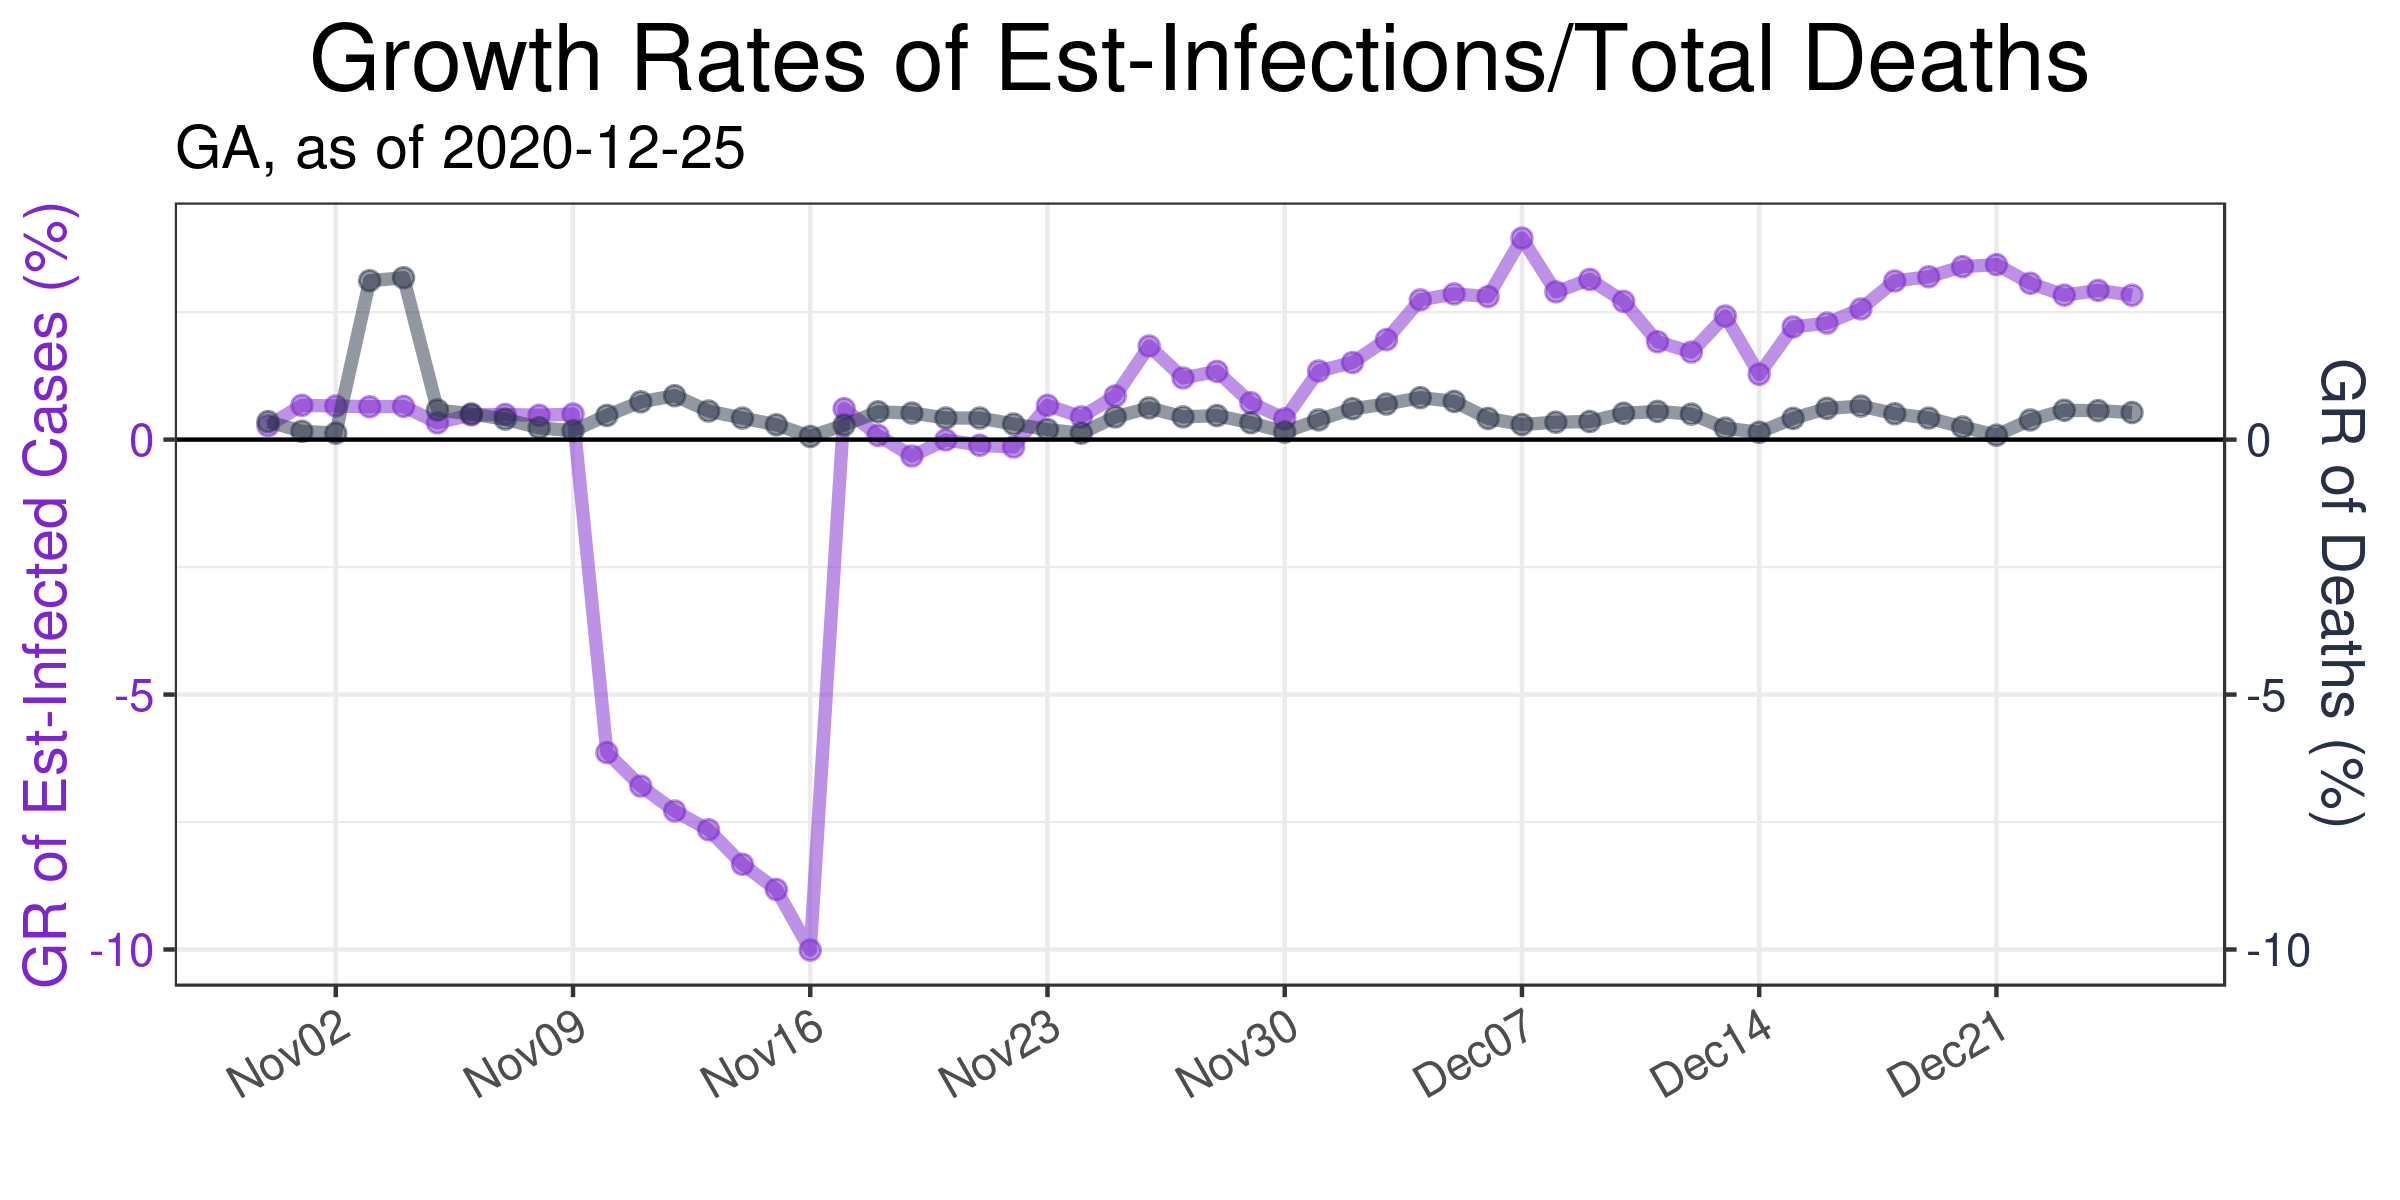 Growth Rates of Est-Infections/Total Deaths
GA, as of 2020-12-25
GR of Est-Infected Cases (%)
0
-5
-10
0
-5
-10
GR of Deaths (%)
Nov02
Nov09
Nov16
Nov23
Nov30
Dec07
Dec14
Dec21